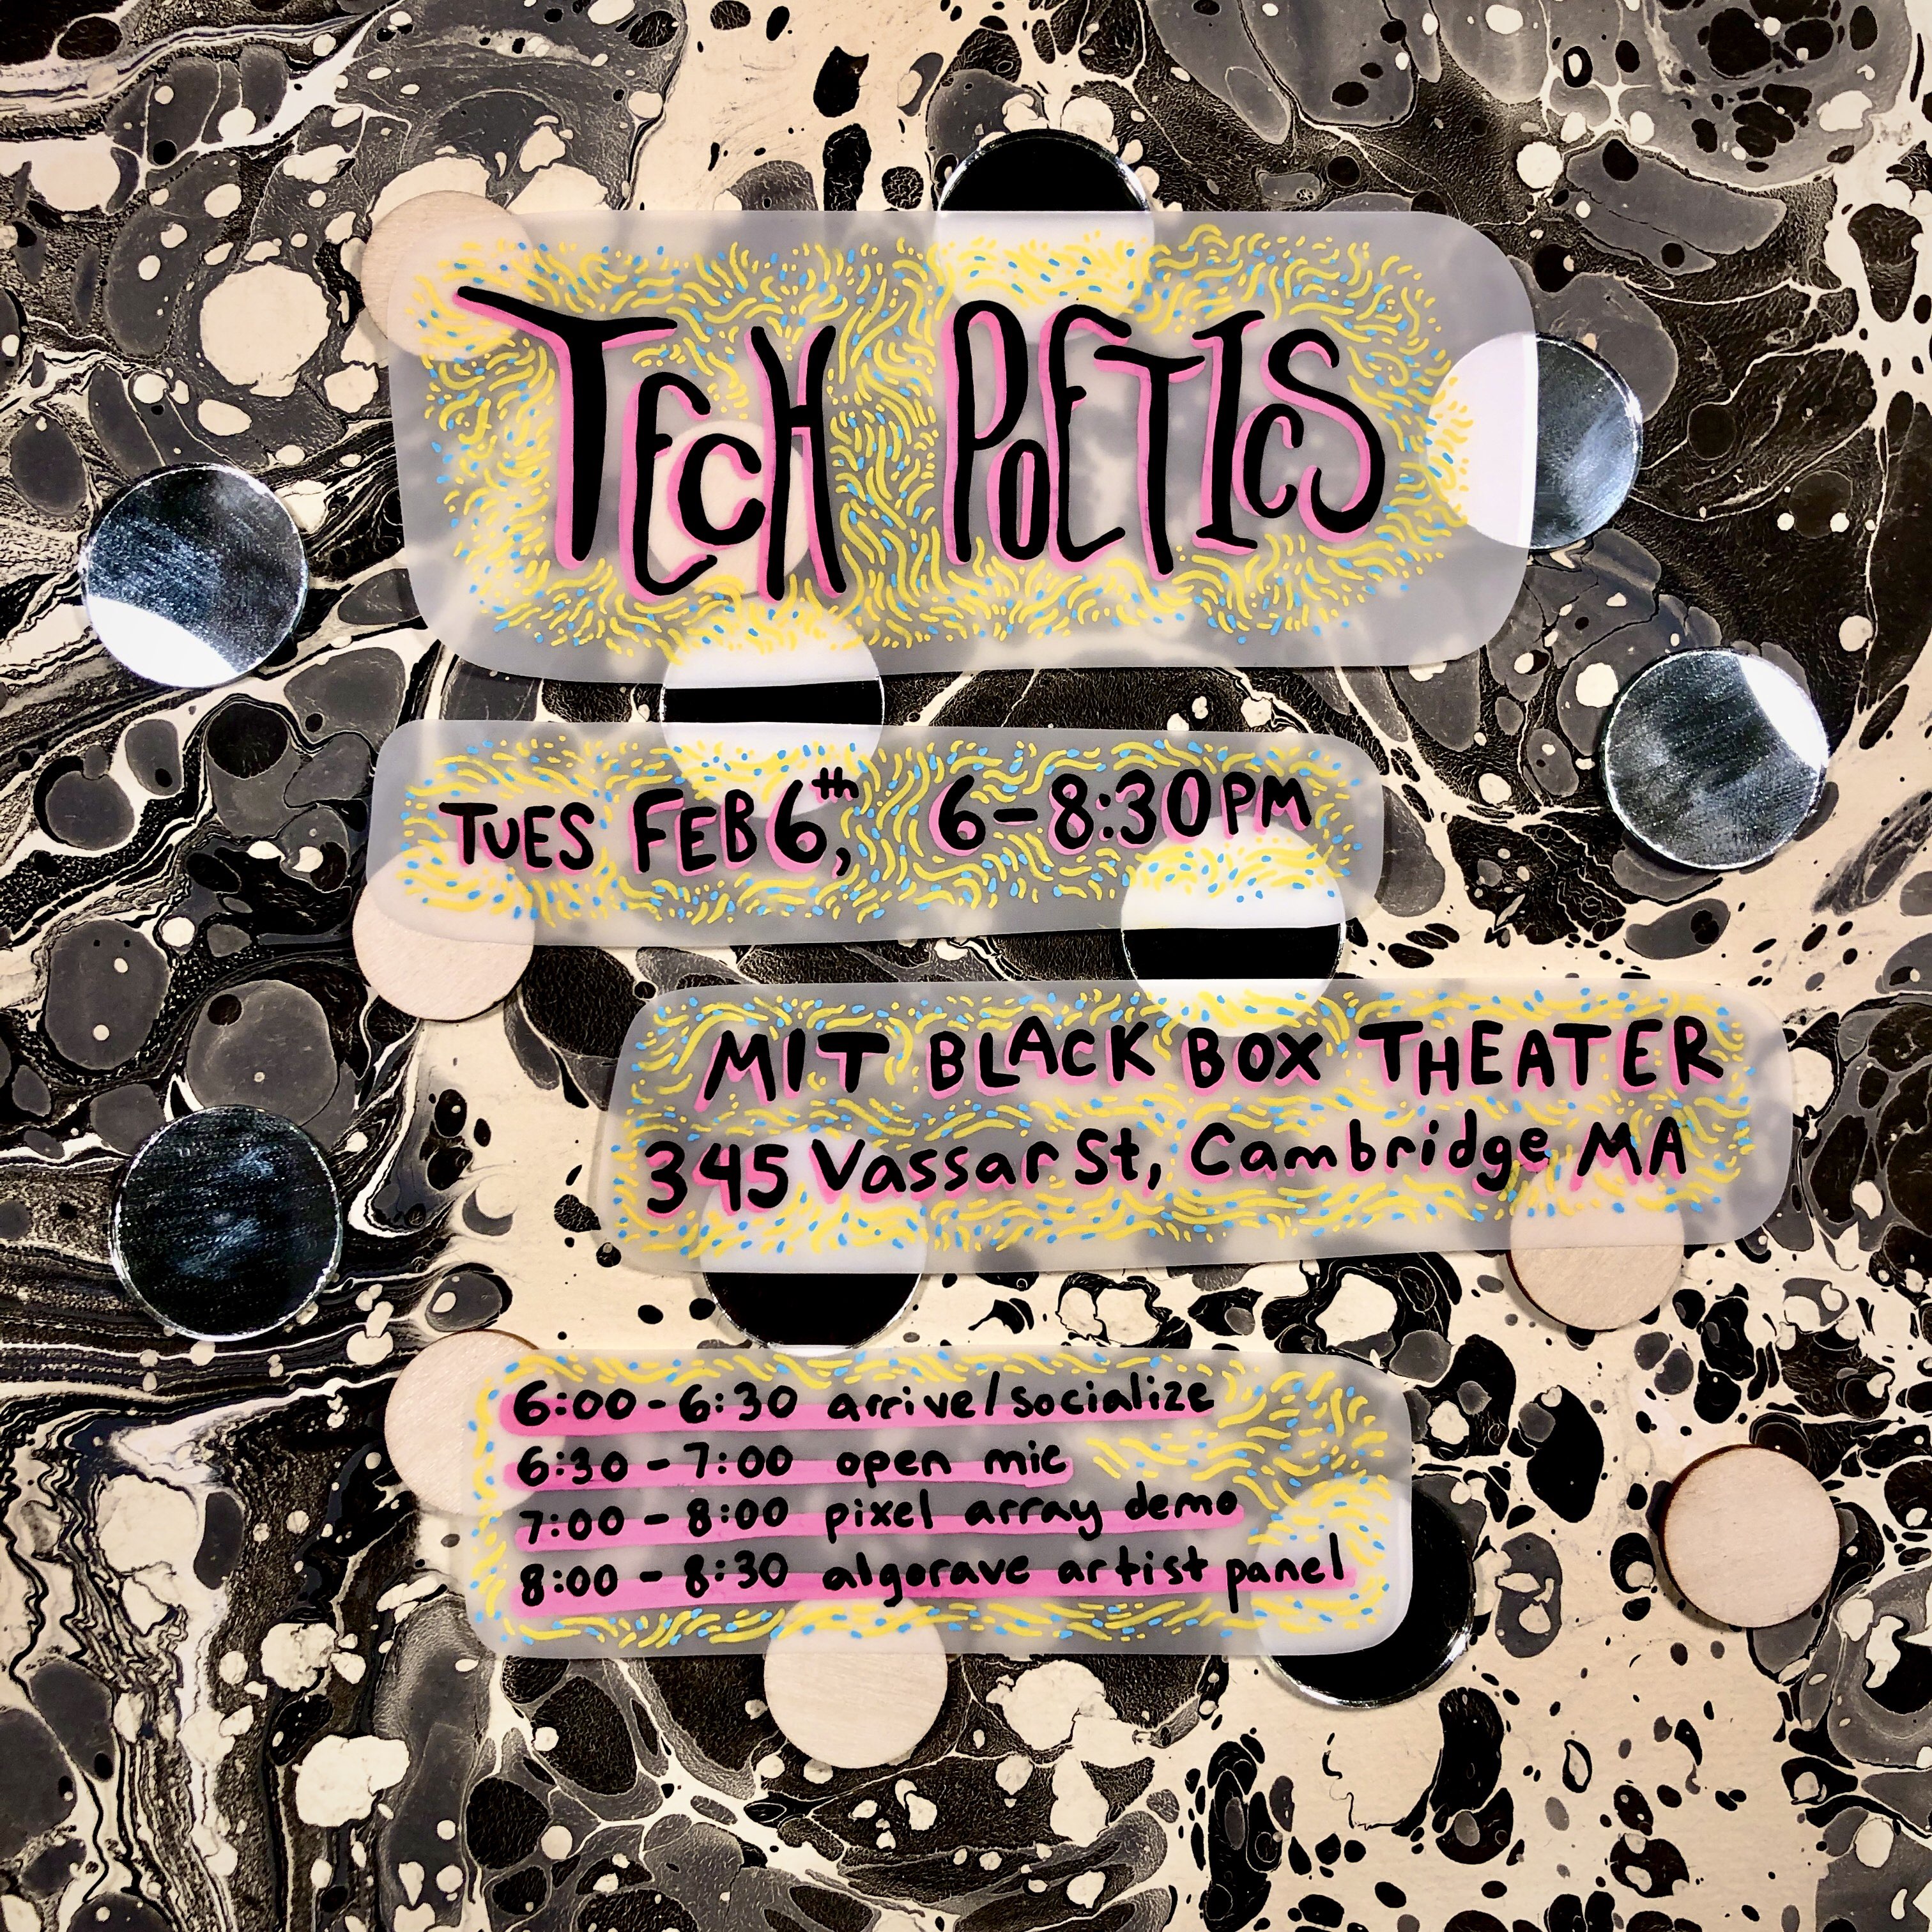 TECH POETICS
TUES FEB 6th, 6-8:30PM
MIT BLACK BOX THEATER
345 Vassar St, Cambridge MA
6:00-6:30 arrive/socialize
6:30-7:00 open mic
7:00-8:00 pixel array demo
8:00-8:30 algorave artist panel